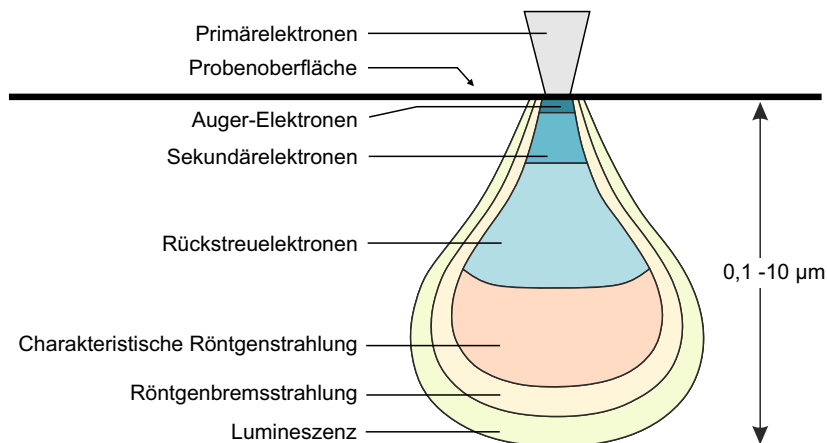 Primärelektronen
Probenoberfläche
Auger-Elektronen
Sekundärelektronen
Rückstreuelektronen
0,1 -10 µm
Charakteristische Röntgenstrahlung
Röntgenbremsstrahlung
Lumineszenz